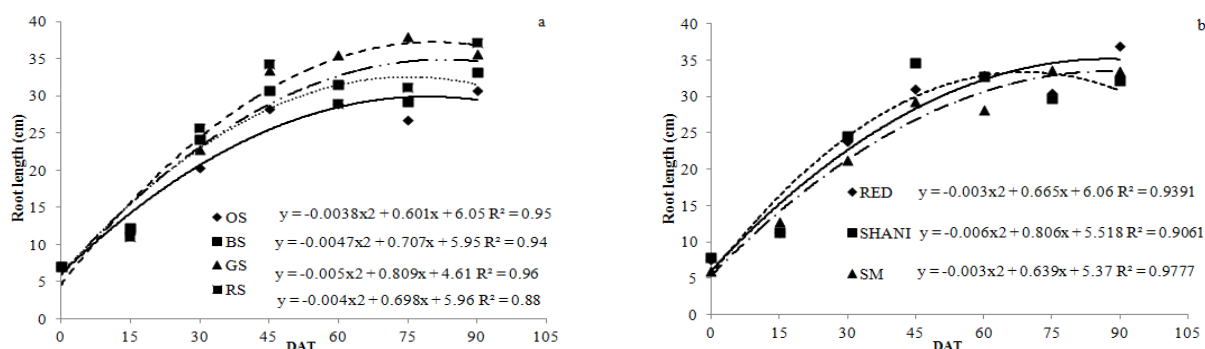 a
Root length (cm)
40
35
30
25
20
15
10
5
0
OS y = -0.0038x2 + 0.601x + 6.05 R² = 0.95
BS y = -0.0047x2 + 0.707x + 5.95 R² = 0.94
GS y = -0.005x2 + 0.809x + 4.61 R² = 0.96
RS y = -0.004x2 + 0.698x + 5.96 R² = 0.88
0 15 30 45 60 75 90 105
DAT
b
Root length (cm)
40
35
30
25
20
15
10
5
0
RED y = -0.003x2 + 0.665x + 6.06 R² = 0.9391
SHANI y = -0.006x2 + 0.806x + 5.518 R² = 0.9061
SM y = -0.003x2 + 0.639x + 5.37 R² = 0.9777
0 15 30 45 60 75 90 105
DAT